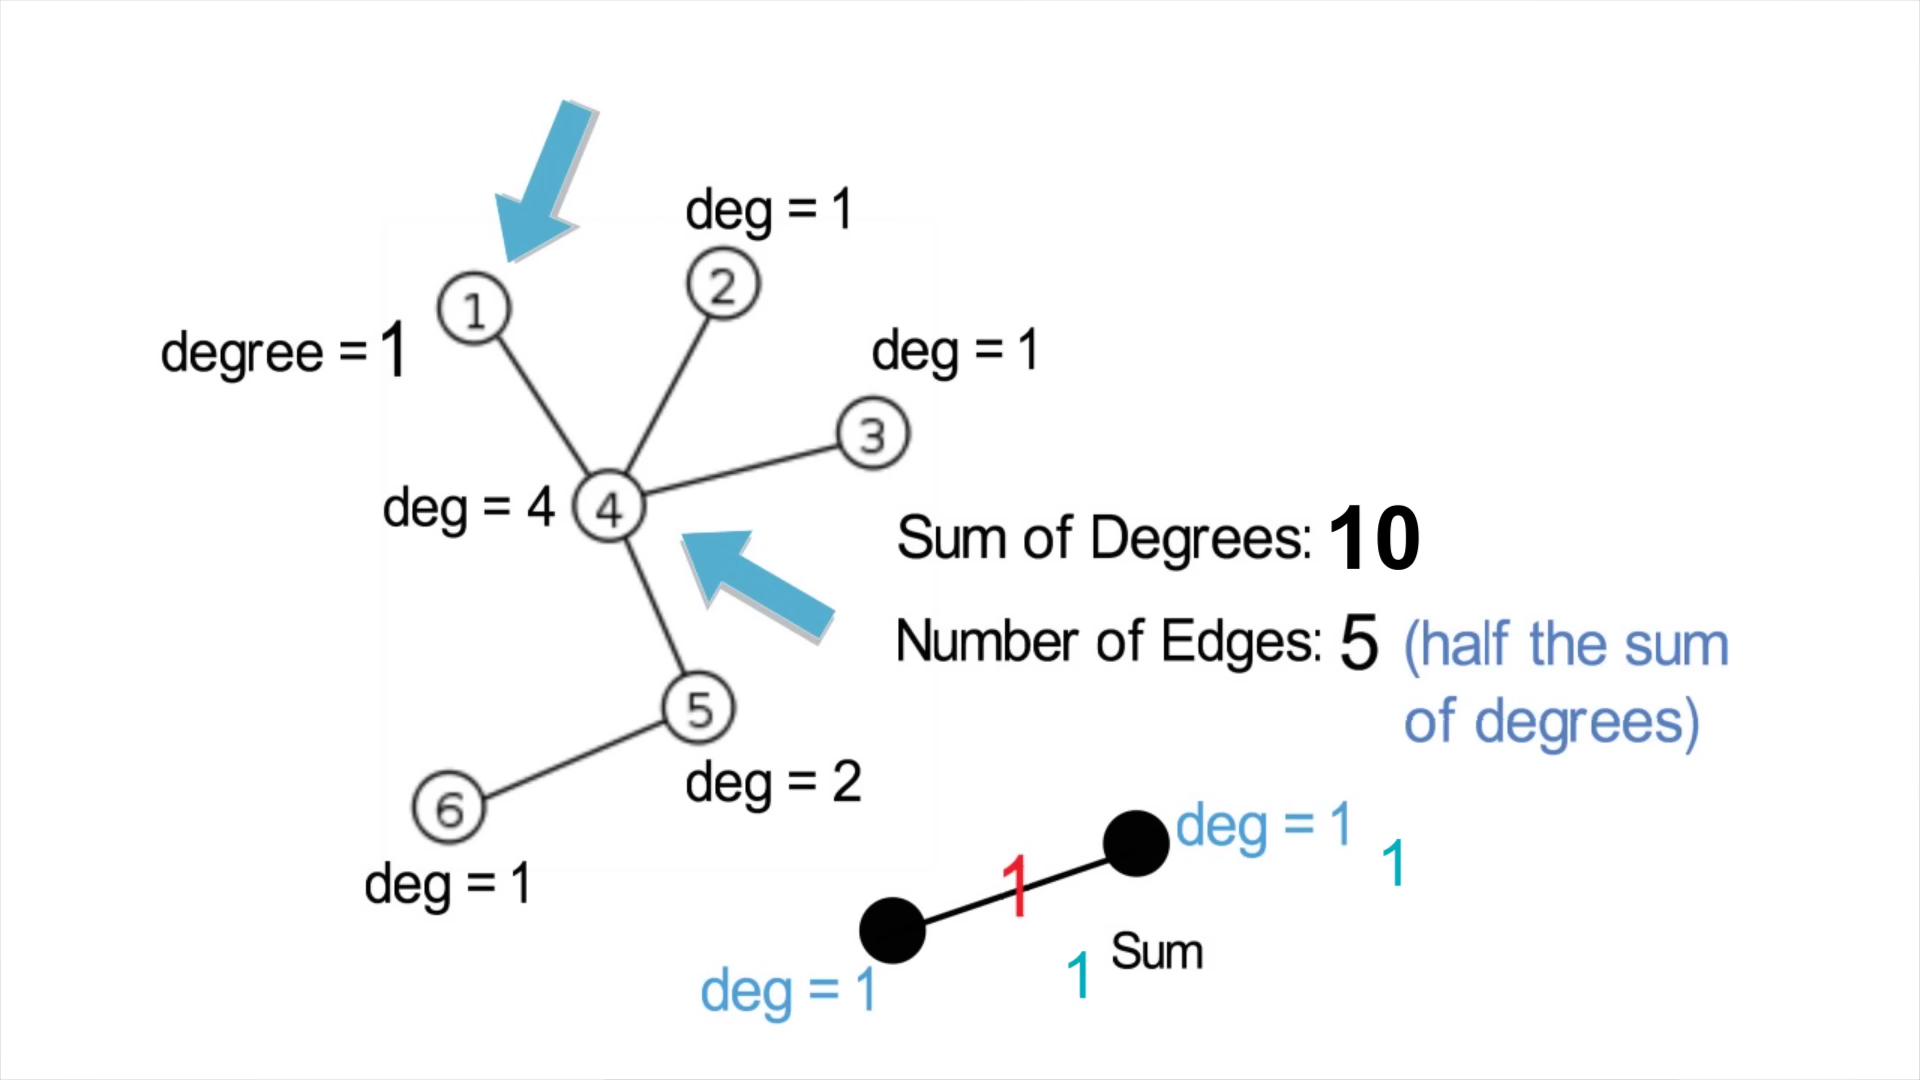 deg = 1
1
2
degree = 1
deg = 1
3
deg = 4
4
Sum of Degrees: 10
Number of Edges: 5 (half the sum
of degrees)
5
deg = 2
6
deg = 1
deg = 1
1
1
deg = 1
1
Sum